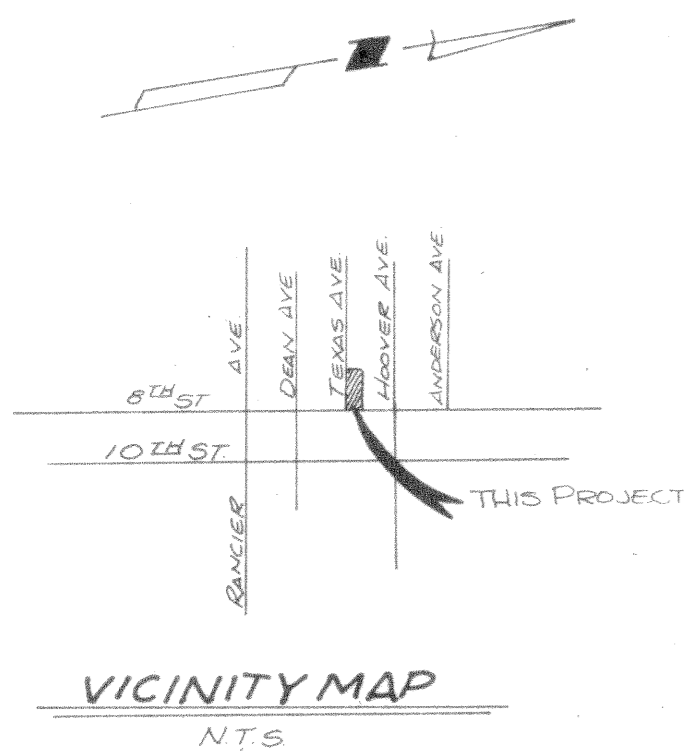 N
RANCIER AVE.
DEAN AVE
TEXAS AVE.
HOOVER AVE.
ANDERSON AVE.
8TH ST
10TH ST.
THIS PROJECT
VICINITY MAP
N.T.S.